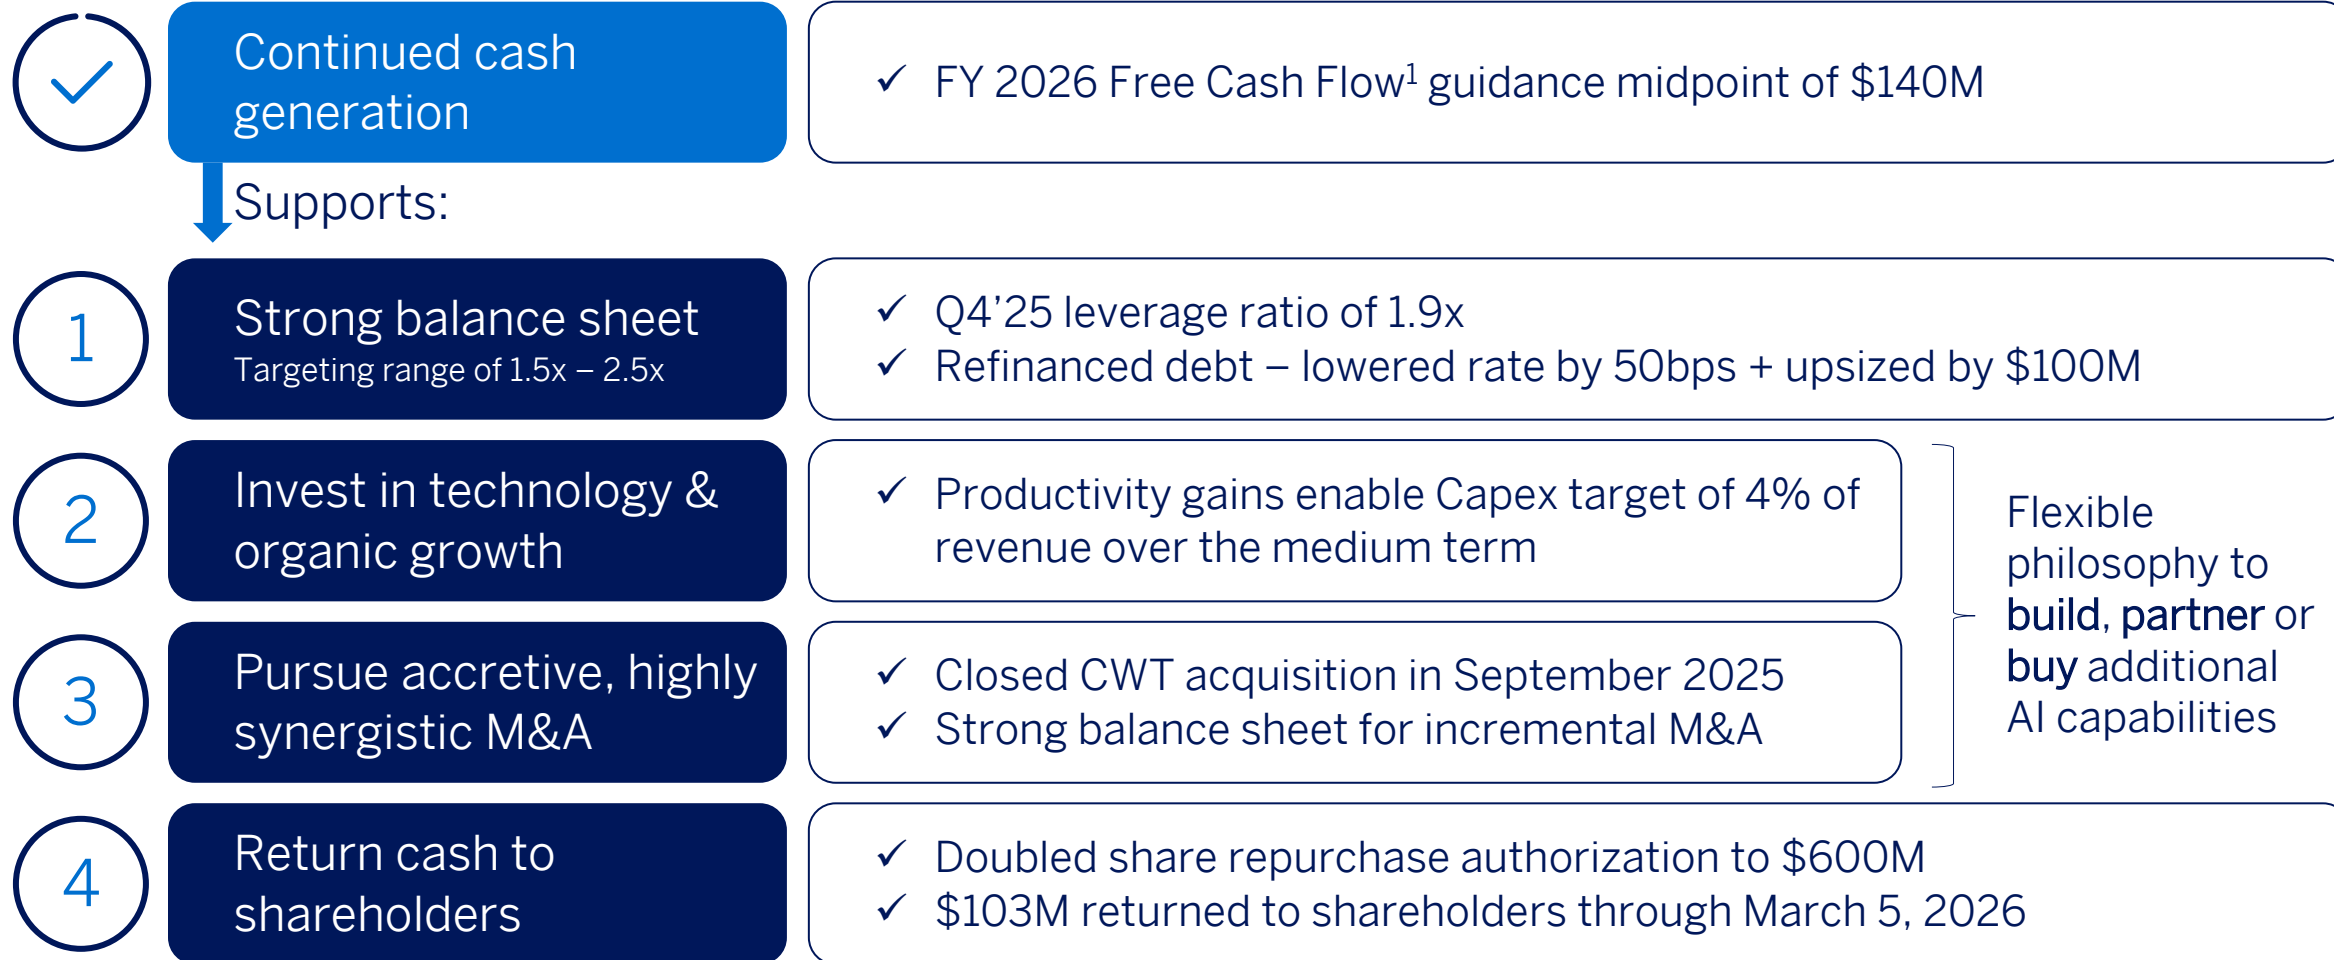 Continued cash
generation
✓ FY 2026 Free Cash Flow¹ guidance midpoint of $140M
Supports:
1
Strong balance sheet
Targeting range of 1.5x – 2.5x
✓ Q4’25 leverage ratio of 1.9x
✓ Refinanced debt – lowered rate by 50bps + upsized by $100M
2
Invest in technology &
organic growth
✓ Productivity gains enable Capex target of 4% of
revenue over the medium term
3
Pursue accretive, highly
synergistic M&A
✓ Closed CWT acquisition in September 2025
✓ Strong balance sheet for incremental M&A
Flexible
philosophy to
build, partner or
buy additional
AI capabilities
4
Return cash to
shareholders
✓ Doubled share repurchase authorization to $600M
✓ $103M returned to shareholders through March 5, 2026